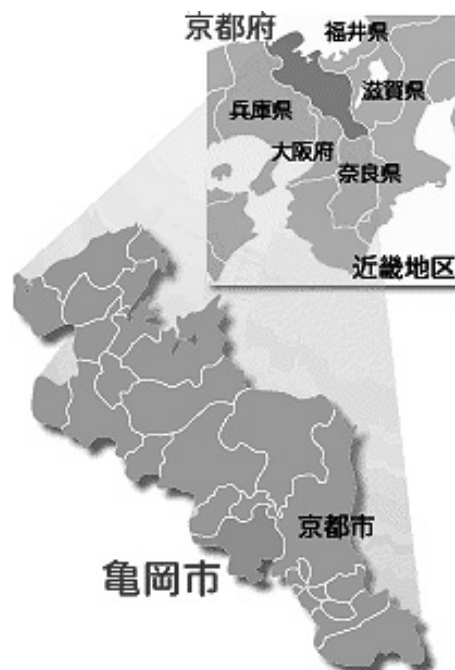 京都府
福井県
滋賀県
兵庫県
大阪府
奈良県
近畿地区
京都市
亀岡市